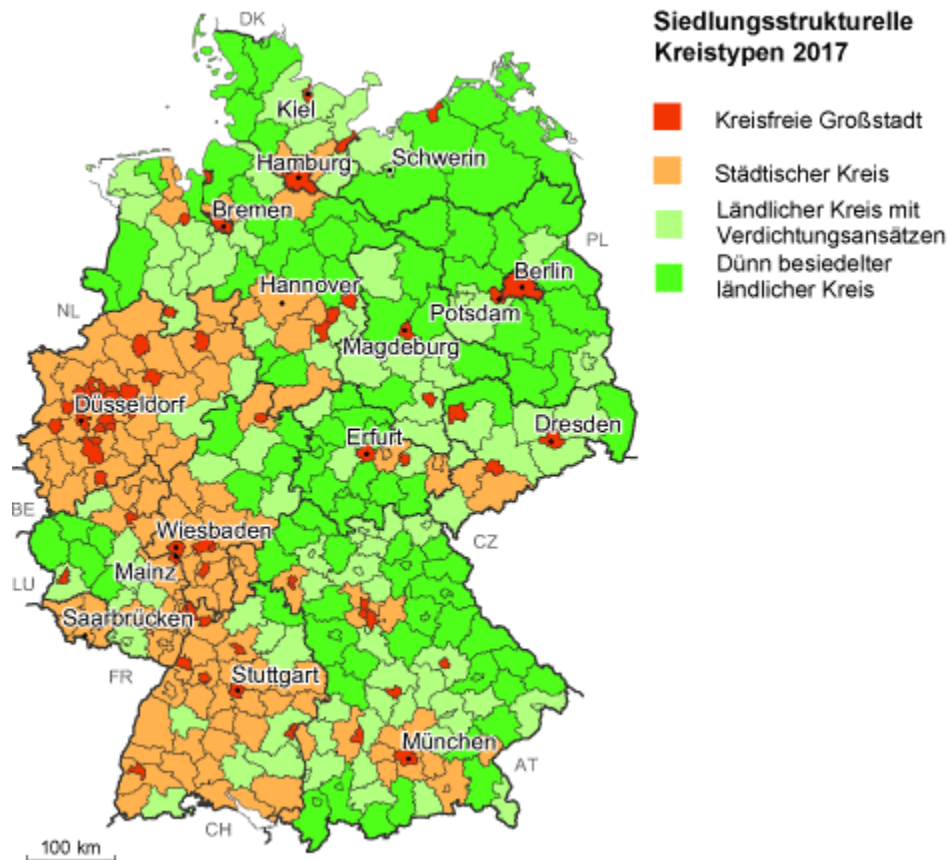 Siedlungsstrukturelle
Kreistypen 2017
Kreisfreie Großstadt
Städtischer Kreis
Ländlicher Kreis mit
Verdichtungsansätzen
Dünn besiedelter
ländlicher Kreis
DK
Kiel
Schwerin
Hamburg
Bremen
PL
Berlin
Hannover
Potsdam
NL
Magdeburg
Düsseldorf
Dresden
Erfurt
BE
Wiesbaden
CZ
Mainz
LU
Saarbrücken
FR
Stuttgart
München
AT
CH
100 km